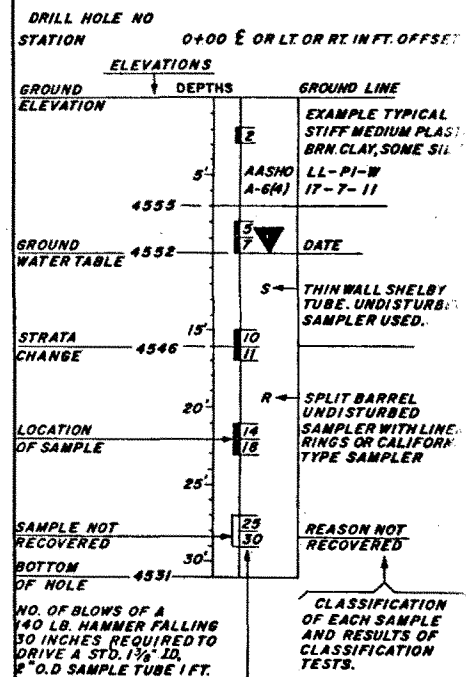 DRILL HOLE NO
STATION 0+00 ₤ OR LT. OR RT. IN FT. OFFSET
ELEVATIONS
GROUND ELEVATION
DEPTHS
GROUND LINE
2
EXAMPLE TYPICAL
STIFF MEDIUM
BRN. CLAY, SOME
5'
AASHO LL-PI-W
A-6(4) 17-7-11
4555
5
7
GROUND WATER TABLE
4552
DATE
S
THIN WALL SHELBY
TUBE. UNDISTURBE
SAMPLER USED.
15'
STRATA CHANGE
4546
10
11
R
SPLIT BARREL
UNDISTURBED
SAMPLER WITH LINE
RINGS OR CALIFORN
TYPE SAMPLER
20'
LOCATION OF SAMPLE
14
18
25'
SAMPLE NOT RECOVERED
25
30
REASON NOT RECOVERED
30'
BOTTOM OF HOLE
4531
NO. OF BLOWS OF A
140 LB. HAMMER FALLING
30 INCHES REQUIRED TO
DRIVE A STD. 1⅜" ID,
2" O.D SAMPLE TUBE 1 FT.
CLASSIFICATION
OF EACH SAMPLE
AND RESULTS OF
CLASSIFICATION
TESTS.